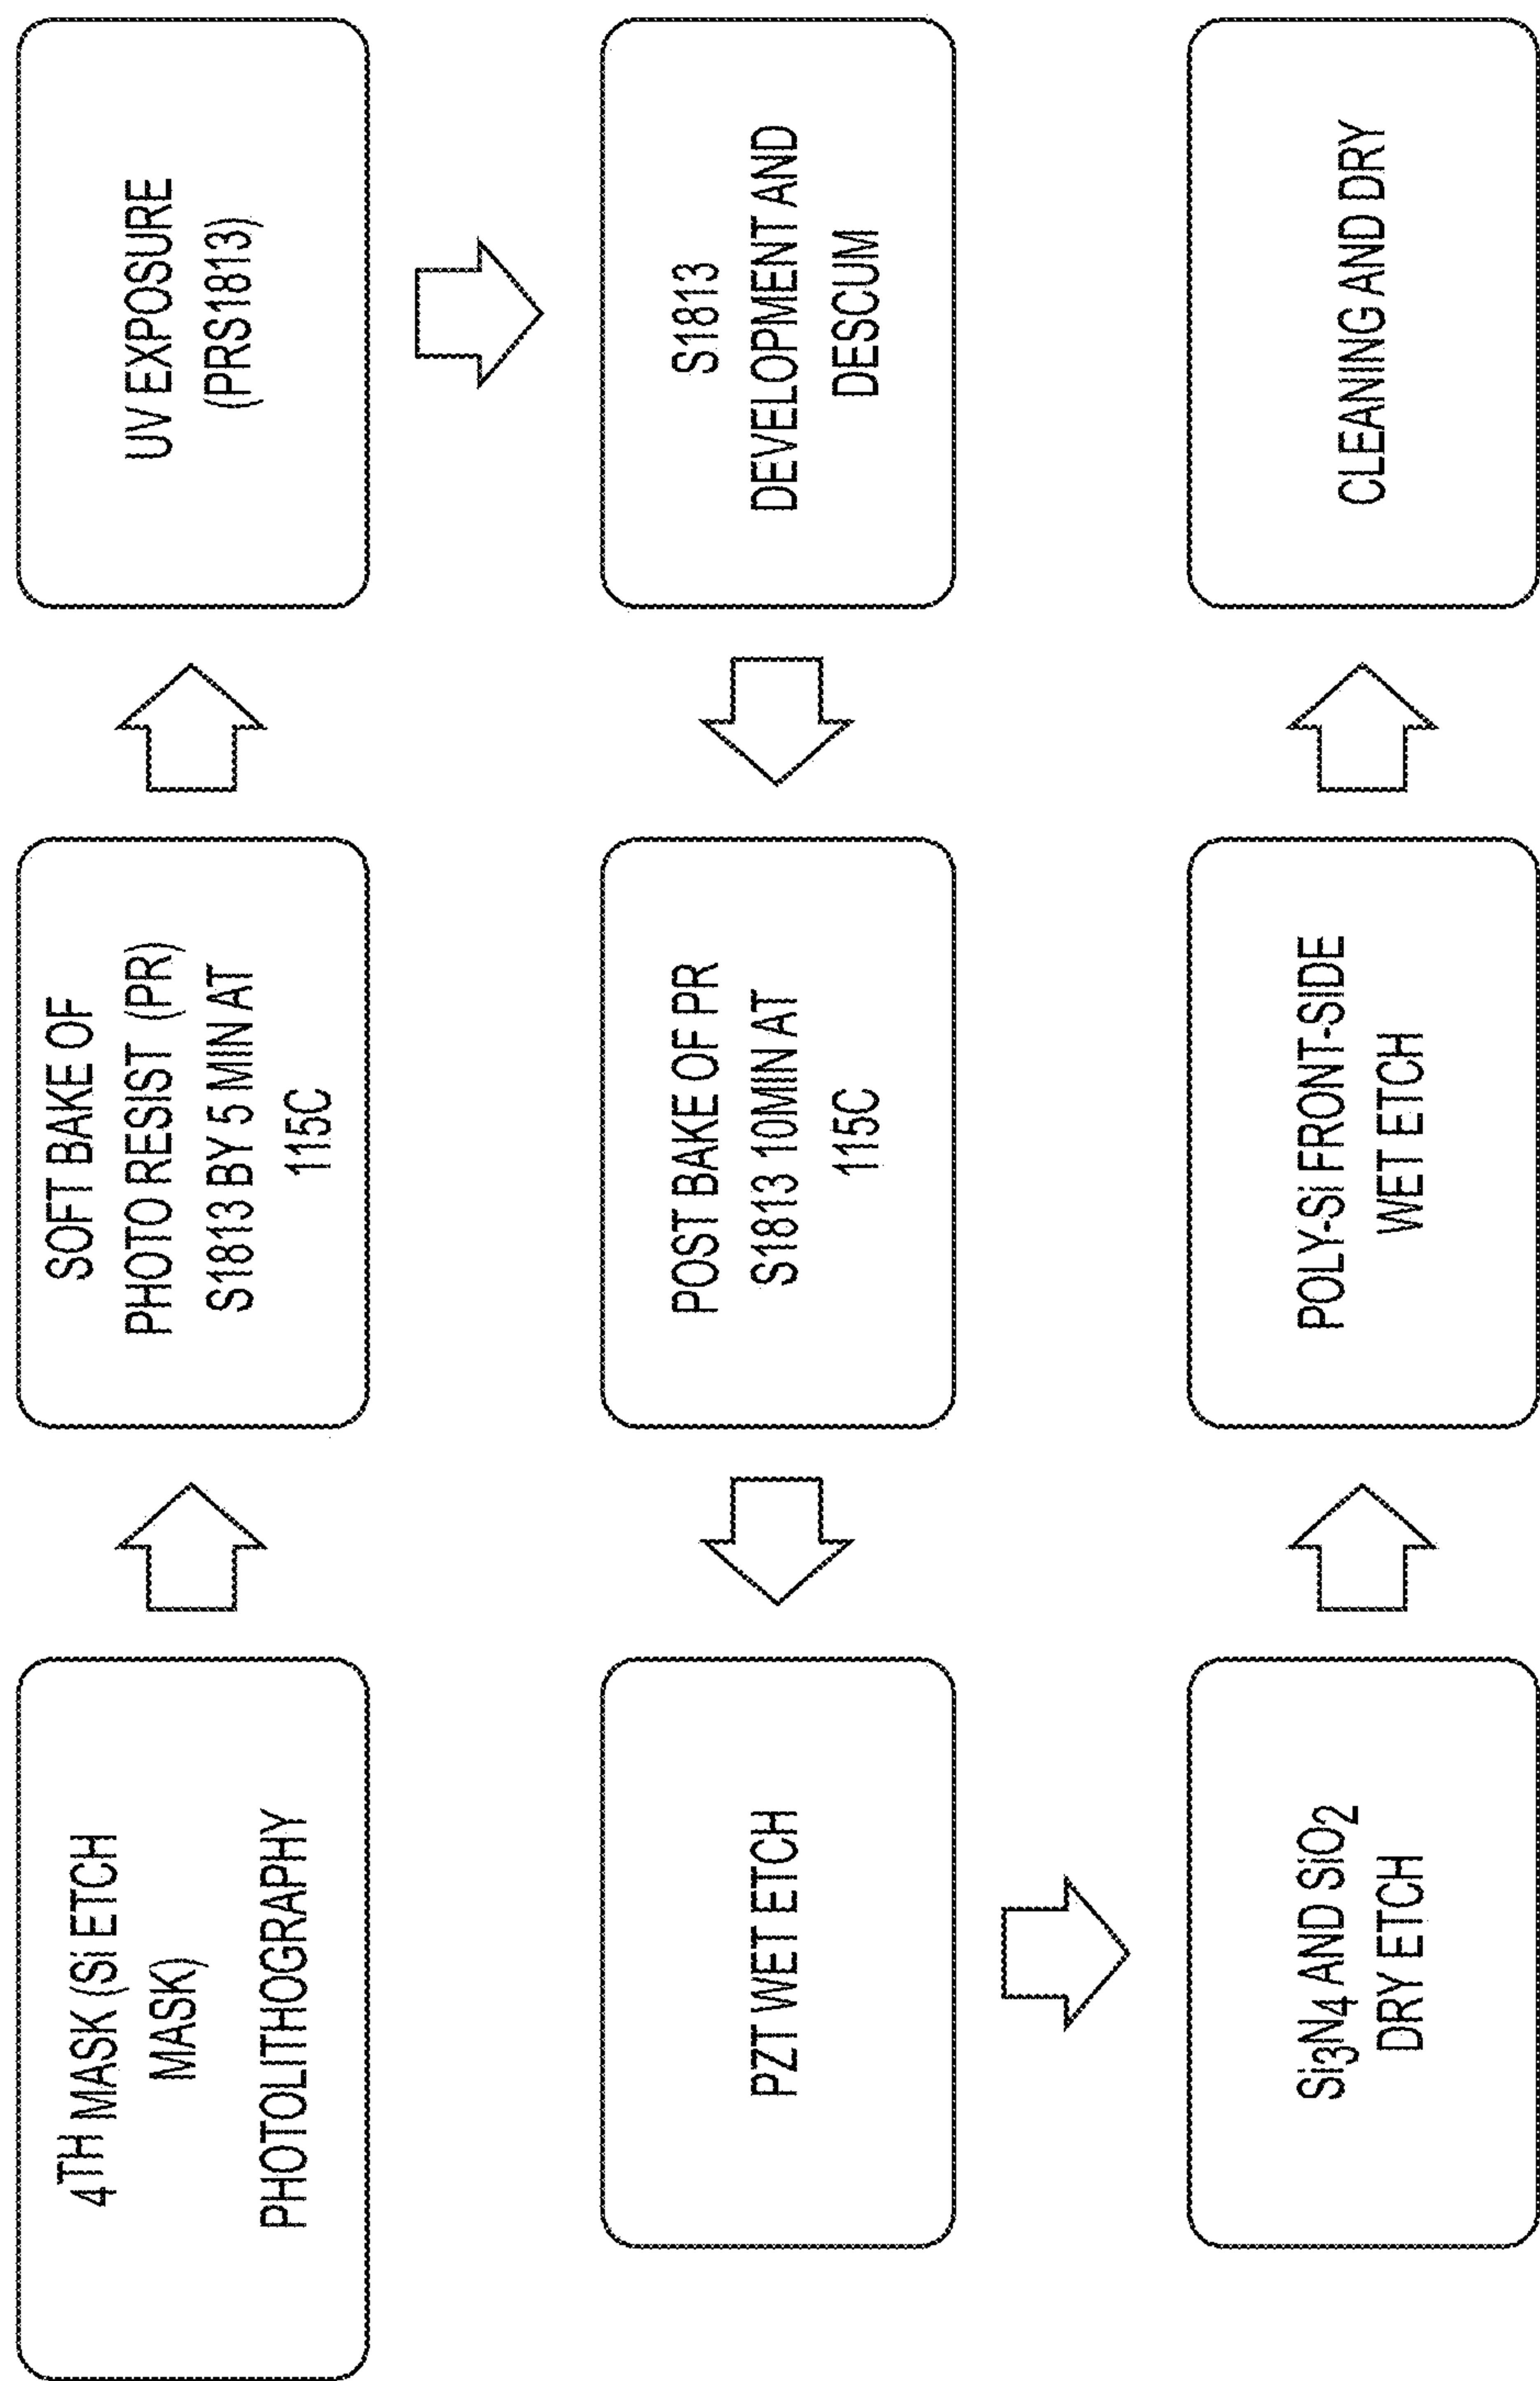 4TH MASK (Si ETCH
MASK)
PHOTOLITHOGRAPHY
SOFT BAKE OF
PHOTO RESIST (PR)
S1813 BY 5 MIN AT
115C
UV EXPOSURE
(PRS1813)
S1813
DEVELOPMENT AND
DESCUM
POST BAKE OF PR
S1813 10MIN AT
115C
PZT WET ETCH
Si3N4 AND SiO2
DRY ETCH
POLY-Si FRONT-SIDE
WET ETCH
CLEANING AND DRY